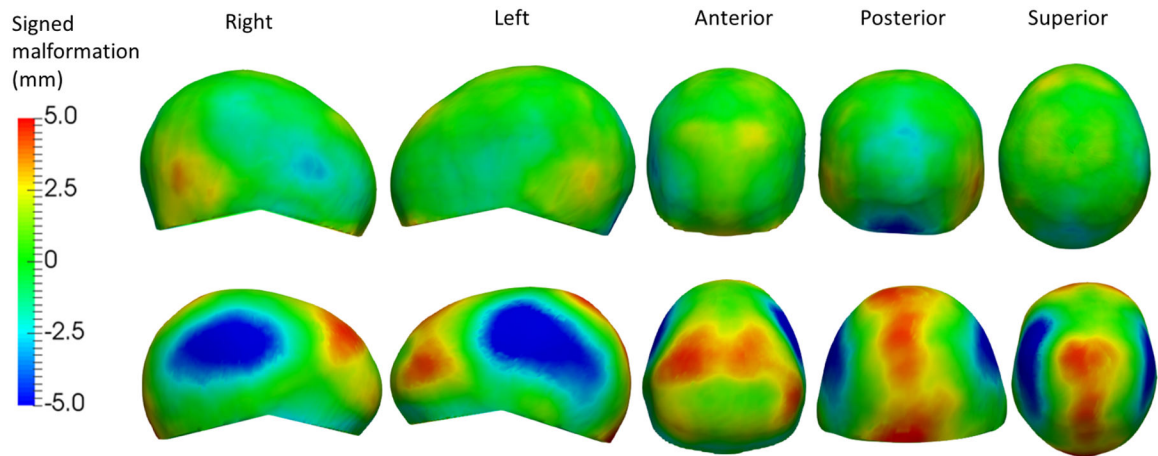 Signed
malformation
(mm)
Right
Left
Anterior
Posterior
Superior
5.0
2.5
0
-2.5
-5.0